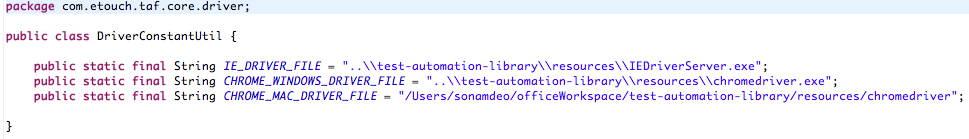 package com.etouch.taf.core.driver;
public class DriverConstantUtil {
public static final String IE_DRIVER_FILE = "..\\test-automation-library\\resources\\IEDriverServer.exe";
public static final String CHROME_WINDOWS_DRIVER_FILE = "..\\test-automation-library\\resources\\chromedriver.exe";
public static final String CHROME_MAC_DRIVER_FILE = "/Users/sonamdeo/officeWorkspace/test-automation-library/resources/chromedriver";
}